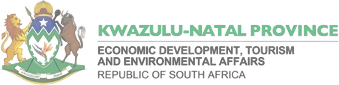 KWAZULU-NATAL PROVINCE
ECONOMIC DEVELOPMENT, TOURISM
AND ENVIRONMENTAL AFFAIRS
REPUBLIC OF SOUTH AFRICA